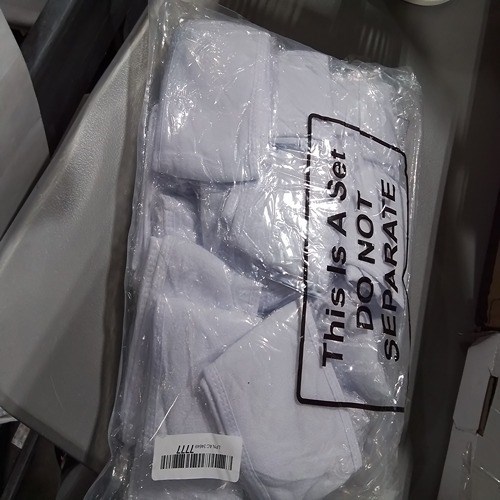 This Is A Set
DO NOT
SEPARATE
7777